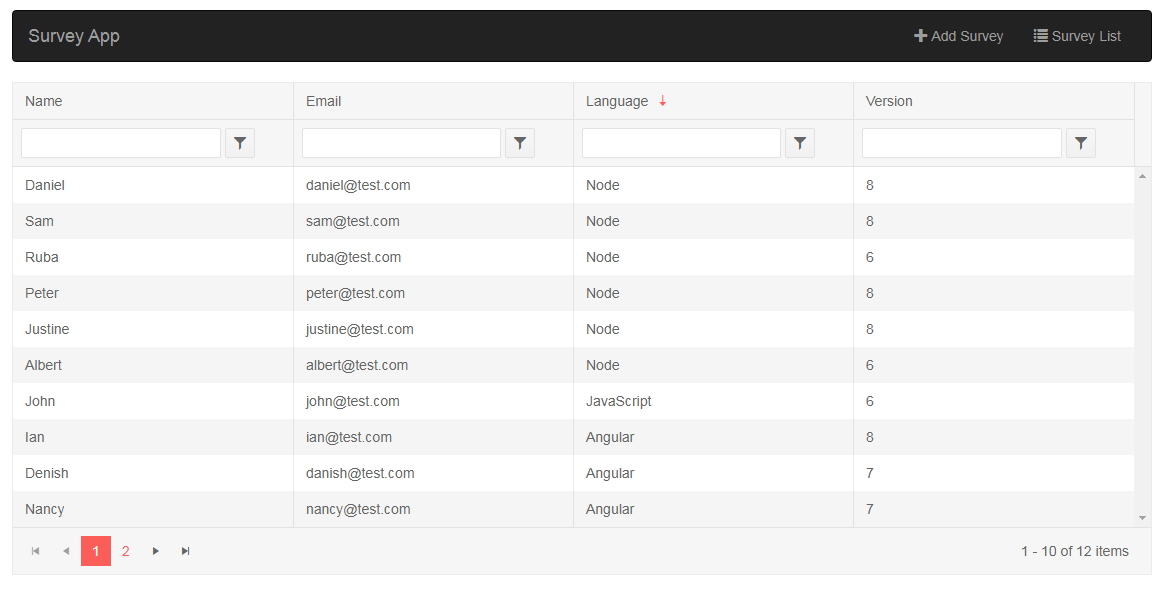 Survey App Add Survey Survey List
Name Email Language Version
Daniel daniel@test.com Node 8
Sam sam@test.com Node 8
Ruba ruba@test.com Node 6
Peter peter@test.com Node 8
Justine justine@test.com Node 8
Albert albert@test.com Node 6
John john@test.com JavaScript 6
Ian ian@test.com Angular 8
Denish danish@test.com Angular 7
Nancy nancy@test.com Angular 7
1 2 1 - 10 of 12 items